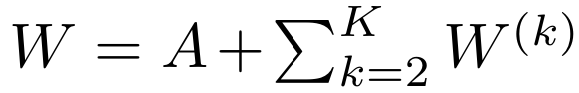 $W = A + \sum_{k=2}^{K} W^{(k)}$